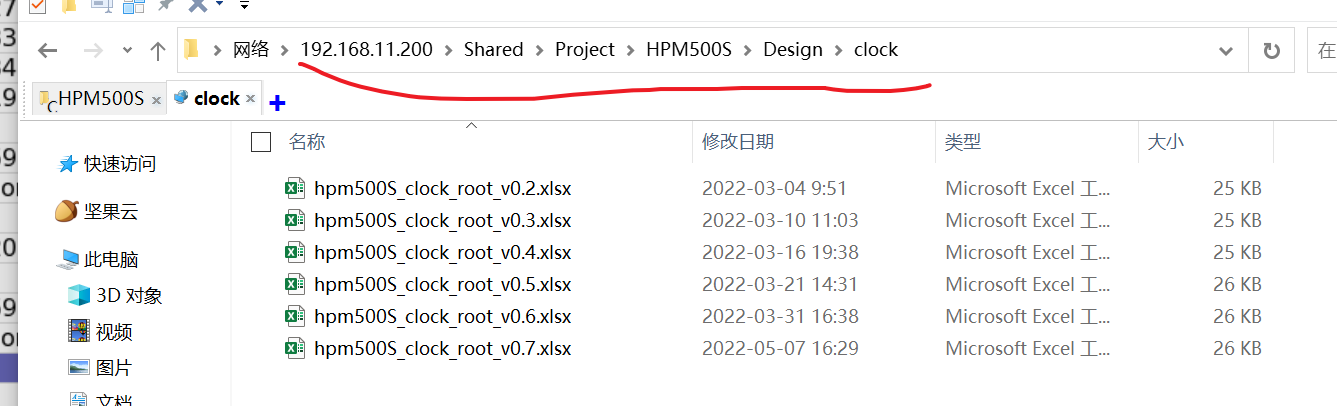 网络 192.168.11.200 Shared Project HPM500S Design clock
HPM500S clock
名称 修改日期 类型 大小
快速访问
坚果云
此电脑
3D 对象
视频
图片
文档
hpm500S_clock_root_v0.2.xlsx 2022-03-04 9:51 Microsoft Excel 工... 25 KB
hpm500S_clock_root_v0.3.xlsx 2022-03-10 11:03 Microsoft Excel 工... 25 KB
hpm500S_clock_root_v0.4.xlsx 2022-03-16 19:38 Microsoft Excel 工... 25 KB
hpm500S_clock_root_v0.5.xlsx 2022-03-21 14:31 Microsoft Excel 工... 26 KB
hpm500S_clock_root_v0.6.xlsx 2022-03-31 16:38 Microsoft Excel 工... 26 KB
hpm500S_clock_root_v0.7.xlsx 2022-05-07 16:29 Microsoft Excel 工... 26 KB